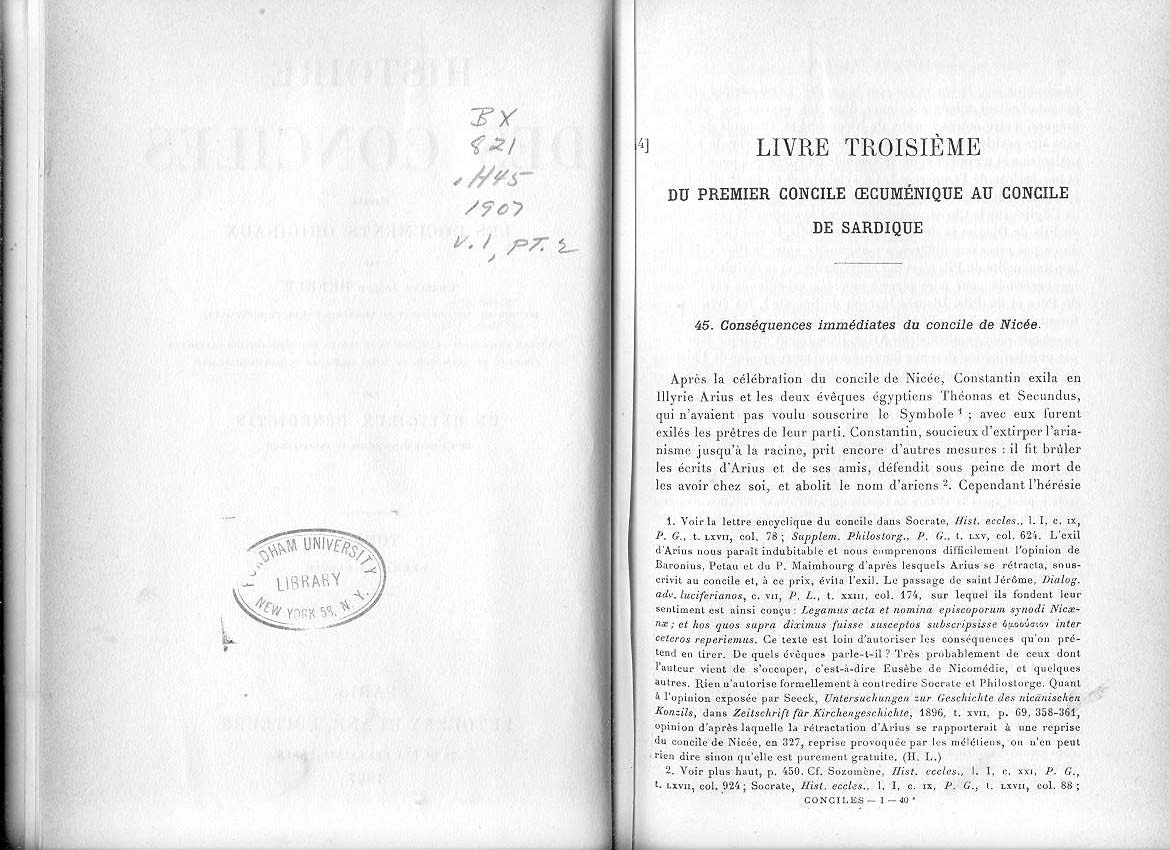 BX
821
.H45
1907
V. 1, PT. 2
FORDHAM UNIVERSITY
LIBRARY
NEW YORK 58, N. Y.
4]
LIVRE TROISIÈME
DU PREMIER CONCILE ŒCUMÉNIQUE AU CONCILE
DE SARDIQUE
45. Conséquences immédiates du concile de Nicée.
Après la célébration du concile de Nicée, Constantin exila en
Illyrie Arius et les deux évêques égyptiens Théonas et Secundus,
qui n'avaient pas voulu souscrire le Symbole 1 ; avec eux furent
exilés les prêtres de leur parti. Constantin, soucieux d'extirper l'aria-
nisme jusqu'à la racine, prit encore d'autres mesures : il fit brûler
les écrits d'Arius et de ses amis, défendit sous peine de mort de
les avoir chez soi, et abolit le nom d'ariens 2. Cependant l'hérésie
1. Voir la lettre encyclique du concile dans Socrate, Hist. eccles., l. I, c. ix,
P. G., t. LXVII, col. 78 ; Supplem. Philostorg., P. G., t. LXV, col. 624. L'exil
d'Arius nous paraît indubitable et nous comprenons difficilement l'opinion de
Baronius, Petau et du P. Maimbourg d'après lesquels Arius se rétracta, sous-
crivit au concile et, à ce prix, évita l'exil. Le passage de saint Jérôme, Dialog.
adv. luciferianos, c. VII, P. L., t. XXIII, col. 174, sur lequel ils fondent leur
sentiment est ainsi conçu : Legamus acta et nomina episcoporum synodi Nicæ-
næ ; et hos quos supra diximus fuisse susceptos subscripsisse ὁμοούσιον inter
ceteros reperiemus. Ce texte est loin d'autoriser les conséquences qu'on pré-
tend en tirer. De quels évêques parle-t-il ? Très probablement de ceux dont
l'auteur vient de s'occuper, c'est-à-dire Eusèbe de Nicomédie, et quelques
autres. Rien n'autorise formellement à contredire Socrate et Philostorge. Quant
à l'opinion exposée par Seeck, Untersuchungen zur Geschichte des nicänischen
Konzils, dans Zeitschrift für Kirchengeschichte, 1896, t. XVII, p. 69, 358-361,
opinion d'après laquelle la rétractation d'Arius se rapporterait à une reprise
du concile de Nicée, en 327, reprise provoquée par les méléliens, on n'en peut
rien dire sinon qu'elle est purement gratuite. (H. L.)
2. Voir plus haut, p. 450. Cf. Sozomène, Hist. eccles., l. I, c. XXI, P. G.,
t. LXVII, col. 924 ; Socrate, Hist. eccles., l. I, c. IX, P. G., t. LXVII, col. 88 ;
CONCILES — I — 40 *